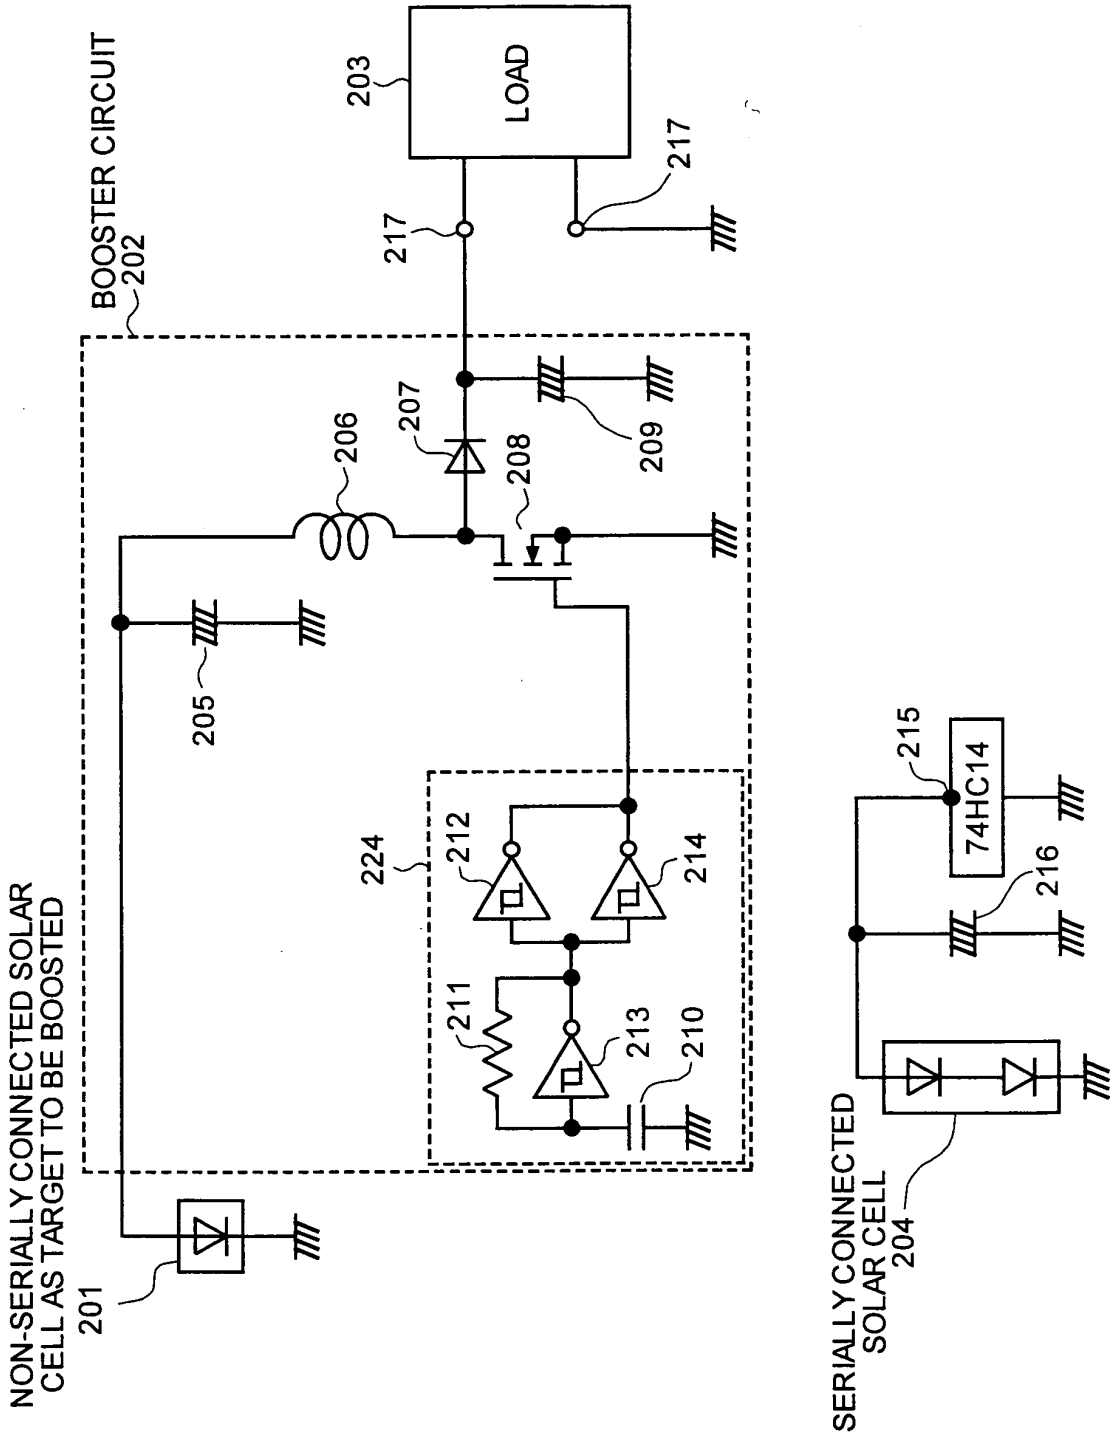 NON-SERIALLY CONNECTED SOLAR
CELL AS TARGET TO BE BOOSTED
201
BOOSTER CIRCUIT
202
205
206
207
208
209
217
203
LOAD
217
224
211
212
213
210
214
SERIALLY CONNECTED
SOLAR CELL
204
215
74HC14
216